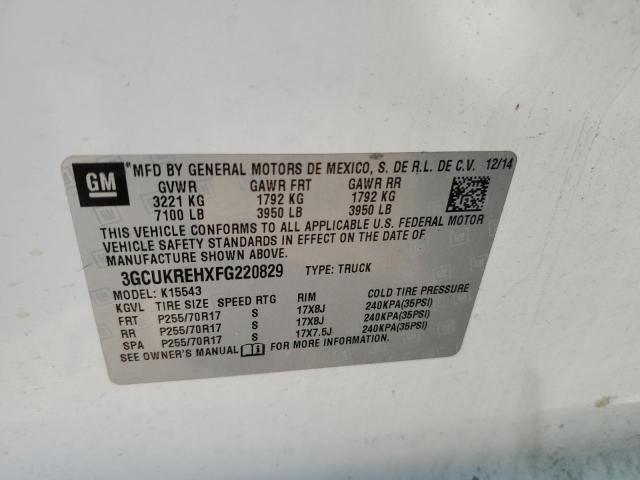 GM
"MFD BY GENERAL MOTORS DE MEXICO, S. DE R.L. DE C.V. 12/14
GVWR GAWR FRT GAWR RR
3221 KG 1792 KG 1792 KG
7100 LB 3950 LB 3950 LB
THIS VEHICLE CONFORMS TO ALL APPLICABLE U.S. FEDERAL MOTOR
VEHICLE SAFETY STANDARDS IN EFFECT ON THE DATE OF
MANUFACTURE SHOWN ABOVE.
3GCUKREHXFG220829 TYPE: TRUCK
MODEL: K15543
KGVL TIRE SIZE SPEED RTG RIM COLD TIRE PRESSURE
FRT P255/70R17 S 17X8J 240KPA(35PSI)
RR P255/70R17 S 17X8J 240KPA(35PSI)
SPA P255/70R17 S 17X7.5J 240KPA(35PSI)
SEE OWNER'S MANUAL FOR MORE INFORMATION.